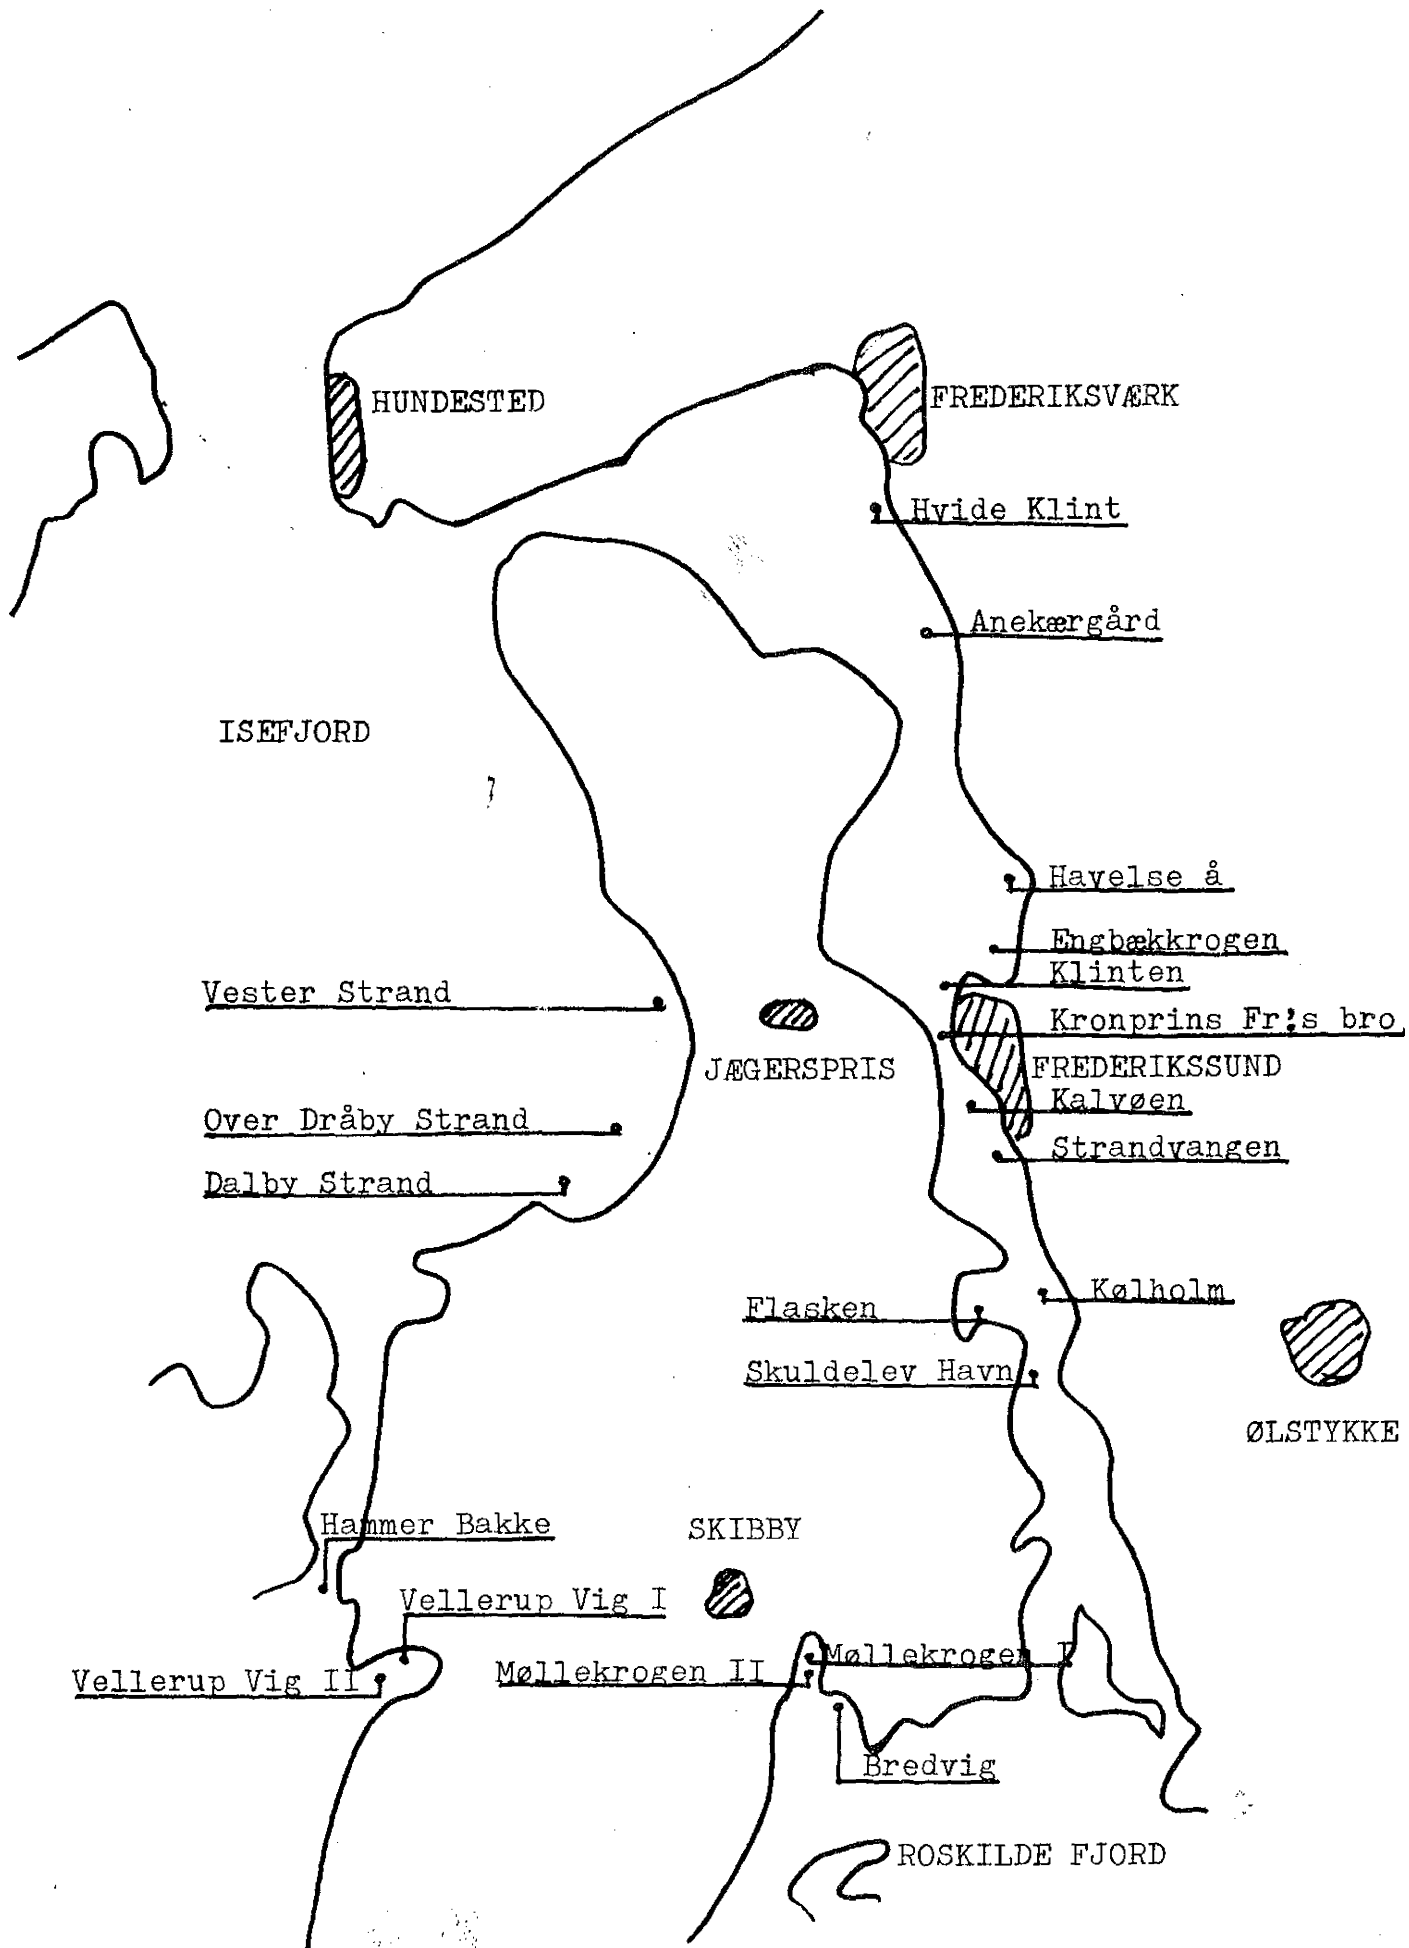 HUNDESTED
FREDERIKSVÆRK
Hvide Klint
Anekærgård
ISEFJORD
Havelse å
Engbækkrogen
Klinten
Vester Strand
Kronprins Fr:s bro
JÆGERSPRIS
FREDERIKSSUND
Kalvøen
Over Dråby Strand
Strandvangen
Dalby Strand
Kølholm
Flasken
Skuldelev Havn
ØLSTYKKE
Hammer Bakke
SKIBBY
Vellerup Vig I
Møllekrogen I
Møllekrogen II
Vellerup Vig II
Bredvig
ROSKILDE FJORD